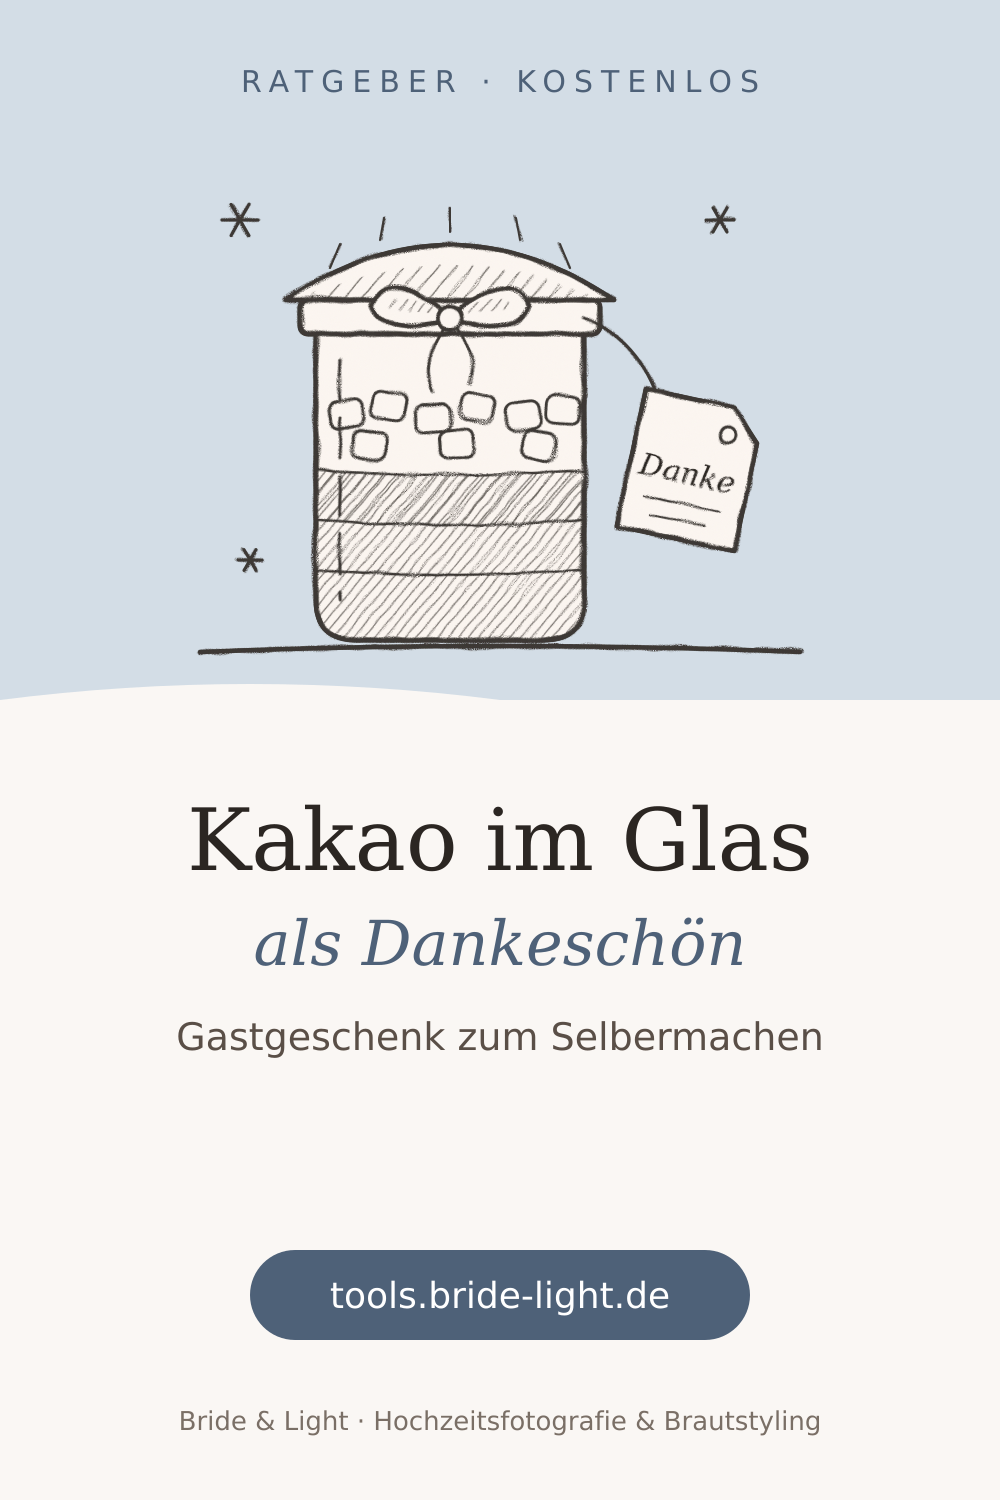 RATGEBER · KOSTENLOS
Danke
Kakao im Glas
als Dankeschön
Gastgeschenk zum Selbermachen
tools.bride-light.de
Bride & Light · Hochzeitsfotografie & Brautstyling